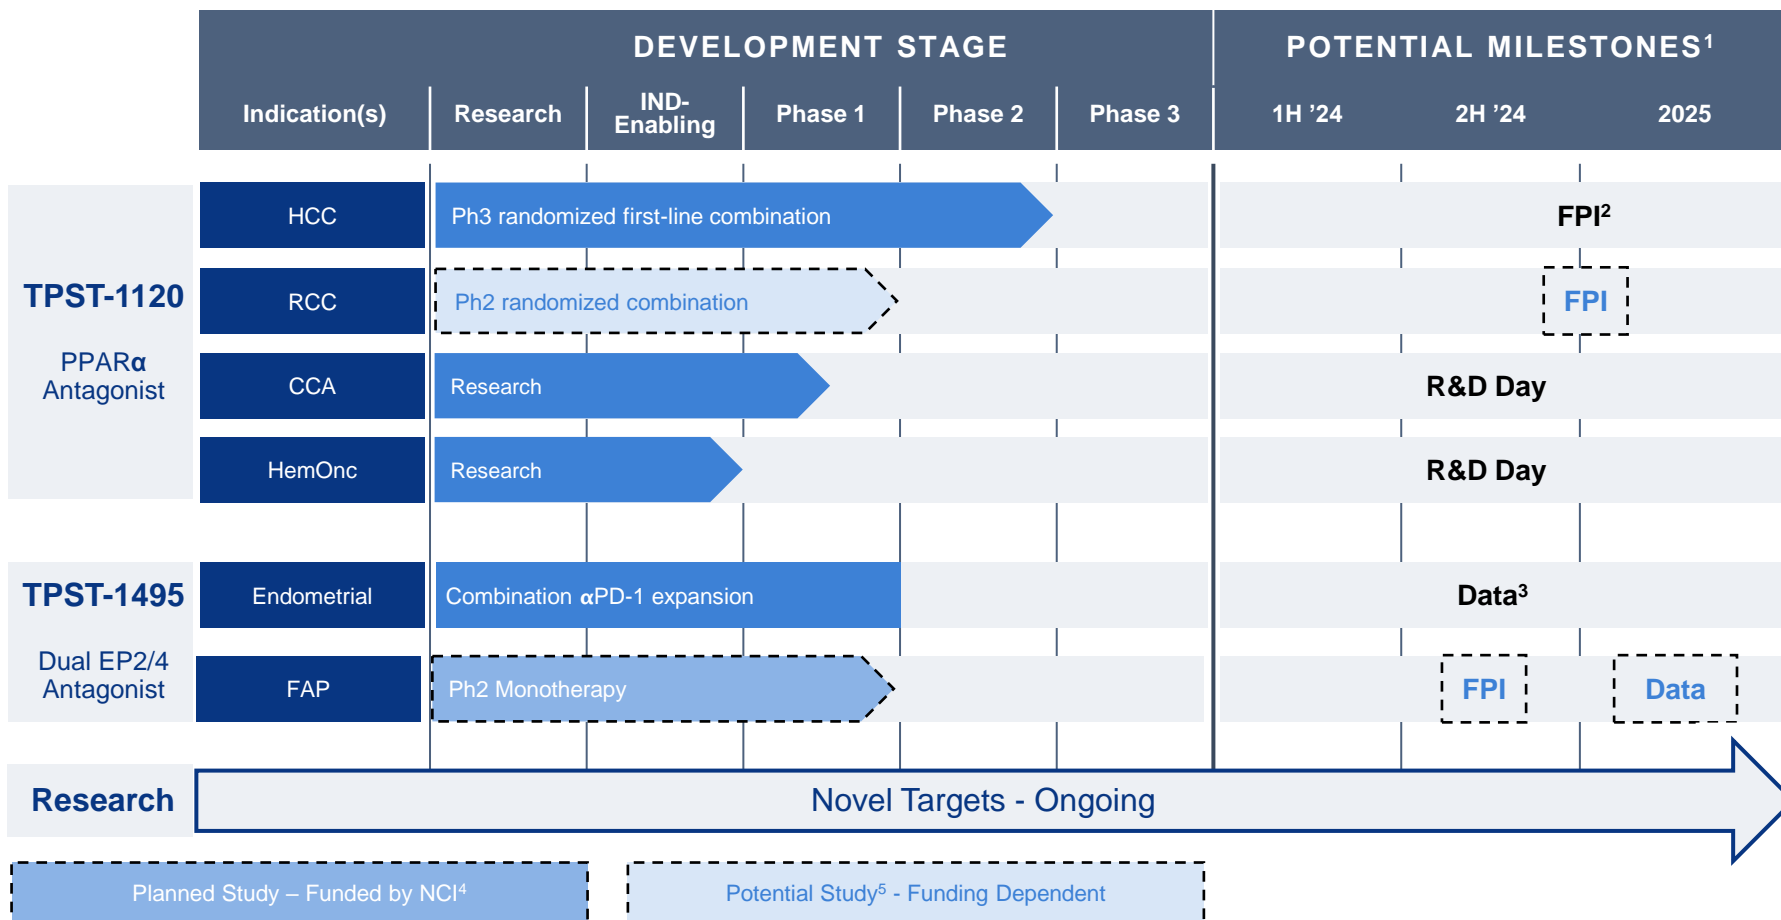 DEVELOPMENT STAGE
POTENTIAL MILESTONES¹
Indication(s)
Research
IND-
Enabling
Phase 1
Phase 2
Phase 3
1H ’24
2H ’24
2025
TPST-1120
PPARα
Antagonist
HCC
Ph3 randomized first-line combination
FPI²
RCC
Ph2 randomized combination
FPI
CCA
Research
R&D Day
HemOnc
Research
R&D Day
TPST-1495
Dual EP2/4
Antagonist
Endometrial
Combination αPD-1 expansion
Data³
FAP
Ph2 Monotherapy
FPI
Data
Research
Novel Targets - Ongoing
Planned Study – Funded by NCI⁴
Potential Study⁵ - Funding Dependent